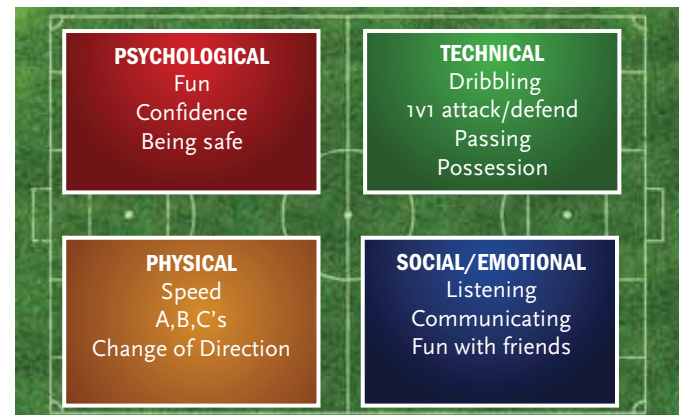 PSYCHOLOGICAL
Fun
Confidence
Being safe
TECHNICAL
Dribbling
1v1 attack/defend
Passing
Possession
PHYSICAL
Speed
A,B,C's
Change of Direction
SOCIAL/EMOTIONAL
Listening
Communicating
Fun with friends